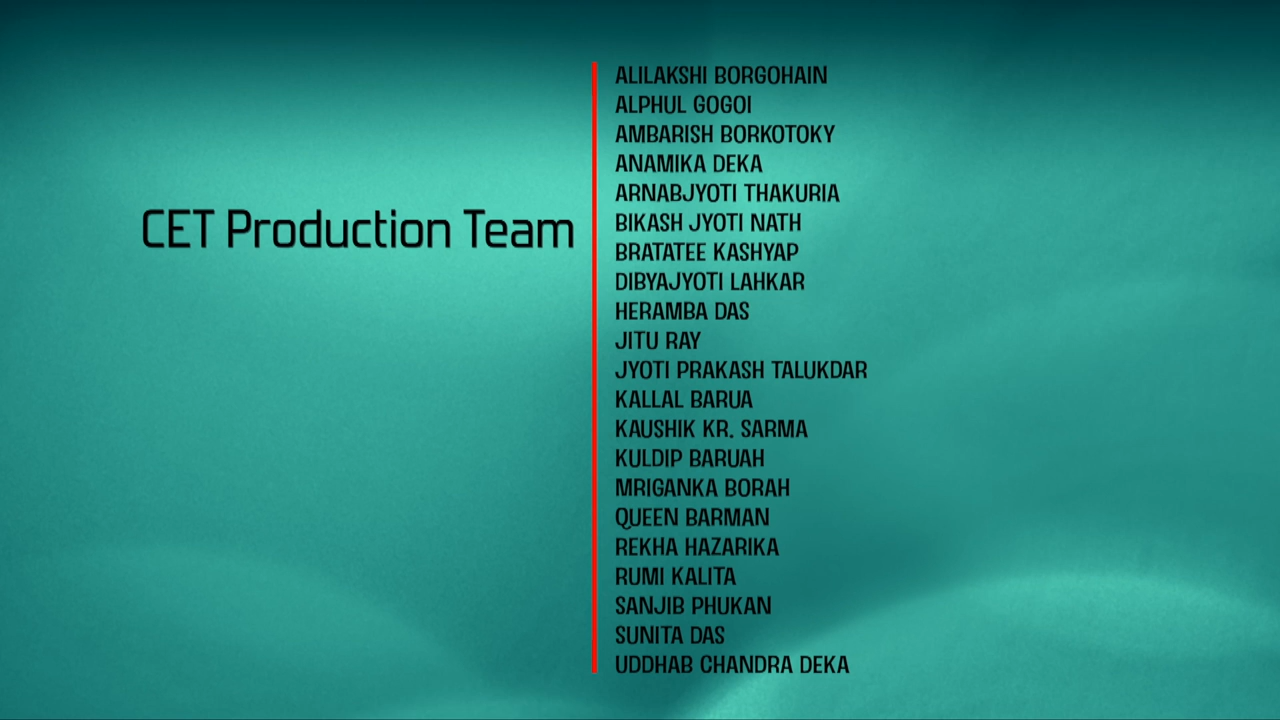 CET Production Team
ALILAKSHI BORGOHAIN
ALPHUL GOGOI
AMBARISH BORKOTOKY
ANAMIKA DEKA
ARNABJYOTI THAKURIA
BIKASH JYOTI NATH
BRATATEE KASHYAP
DIBYAJYOTI LAHKAR
HERAMBA DAS
JITU RAY
JYOTI PRAKASH TALUKDAR
KALLAL BARUA
KAUSHIK KR. SARMA
KULDIP BARUAH
MRIGANKA BORAH
QUEEN BARMAN
REKHA HAZARIKA
RUMI KALITA
SANJIB PHUKAN
SUNITA DAS
UDDHAB CHANDRA DEKA